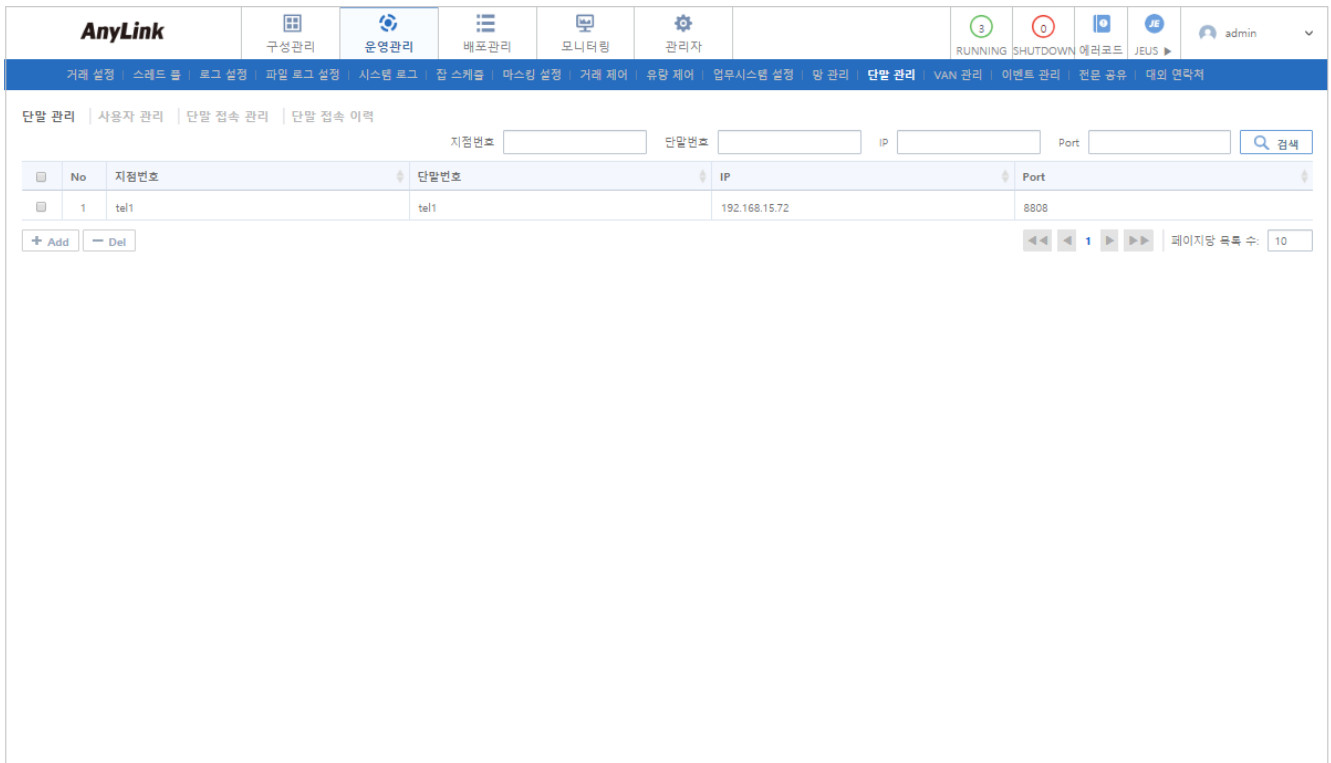 AnyLink
구성관리
운영관리
배포관리
모니터링
관리자
3
RUNNING
0
SHUTDOWN
에러코드
JE
JEUS ▶
admin
거래 설정 | 스레드 풀 | 로그 설정 | 파일 로그 설정 | 시스템 로그 | 잡 스케줄 | 마스킹 설정 | 거래 제어 | 유량 제어 | 업무시스템 설정 | 망 관리 | 단말 관리 | VAN 관리 | 이벤트 관리 | 전문 공유 | 대외 연락처
단말 관리 | 사용자 관리 | 단말 접속 관리 | 단말 접속 이력
지점번호 단말번호 IP Port 검색
No 지점번호 단말번호 IP Port
1 tel1 tel1 192.168.15.72 8808
+ Add − Del 1 페이지당 목록 수: 10